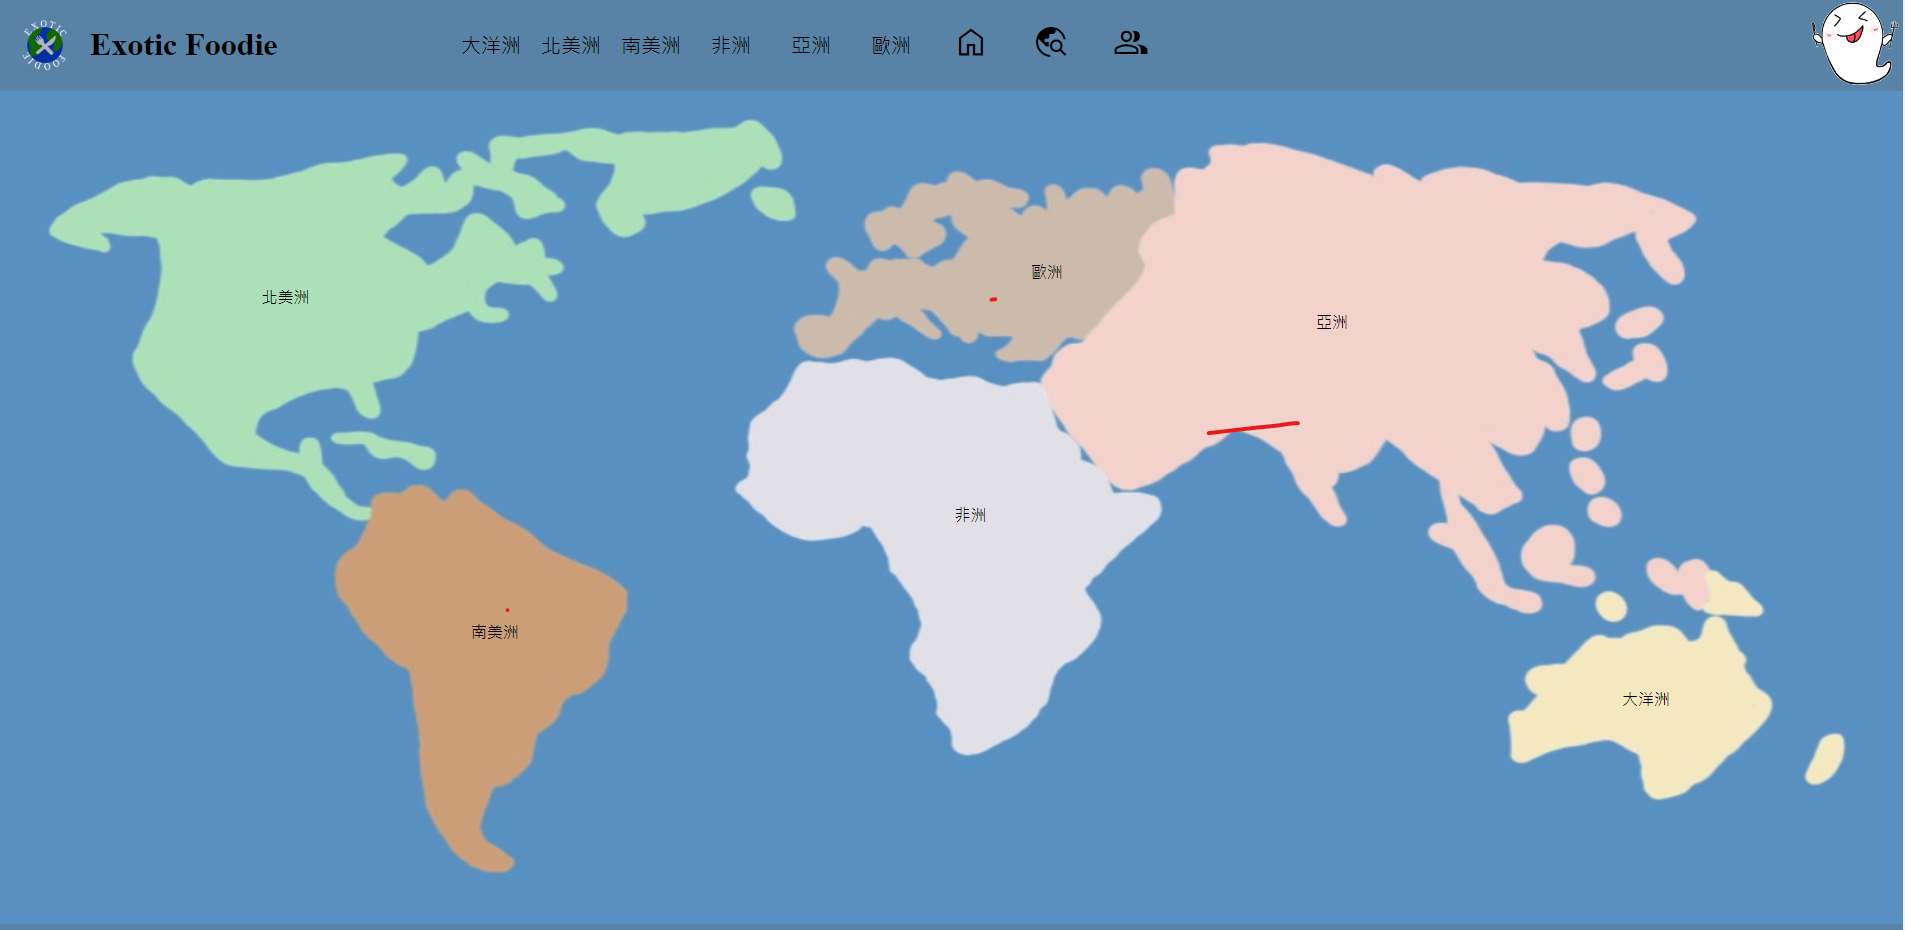 EXOTIC
FOODIE
Exotic Foodie
大洋洲 北美洲 南美洲 非洲 亞洲 歐洲
歐洲
北美洲
亞洲
非洲
南美洲
大洋洲